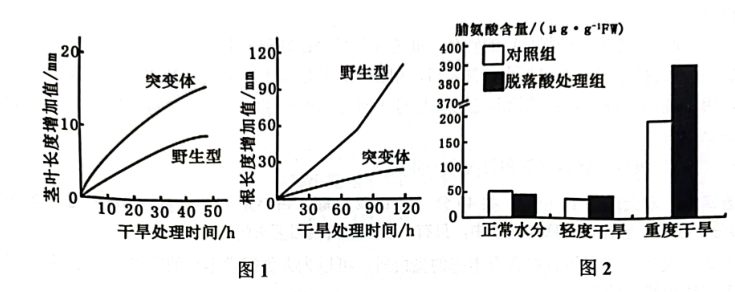 茎叶长度增加值/mm
20
10
0
突变体
野生型
10 20 30 40 50
干旱处理时间/h
根长度增加值/mm
120
90
60
30
0
野生型
突变体
30 60 90 120
干旱处理时间/h
图1
脯氨酸含量/(μg·g⁻¹FW)
400
390
380
370
200
150
100
50
0
对照组
脱落酸处理组
正常水分 轻度干旱 重度干旱
图2